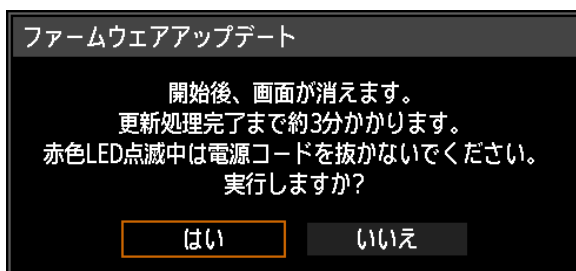 ファームウェアアップデート
開始後、画面が消えます。
更新処理完了まで約3分かかります。
赤色LED点滅中は電源コードを抜かないでください。
実行しますか?
はい
いいえ